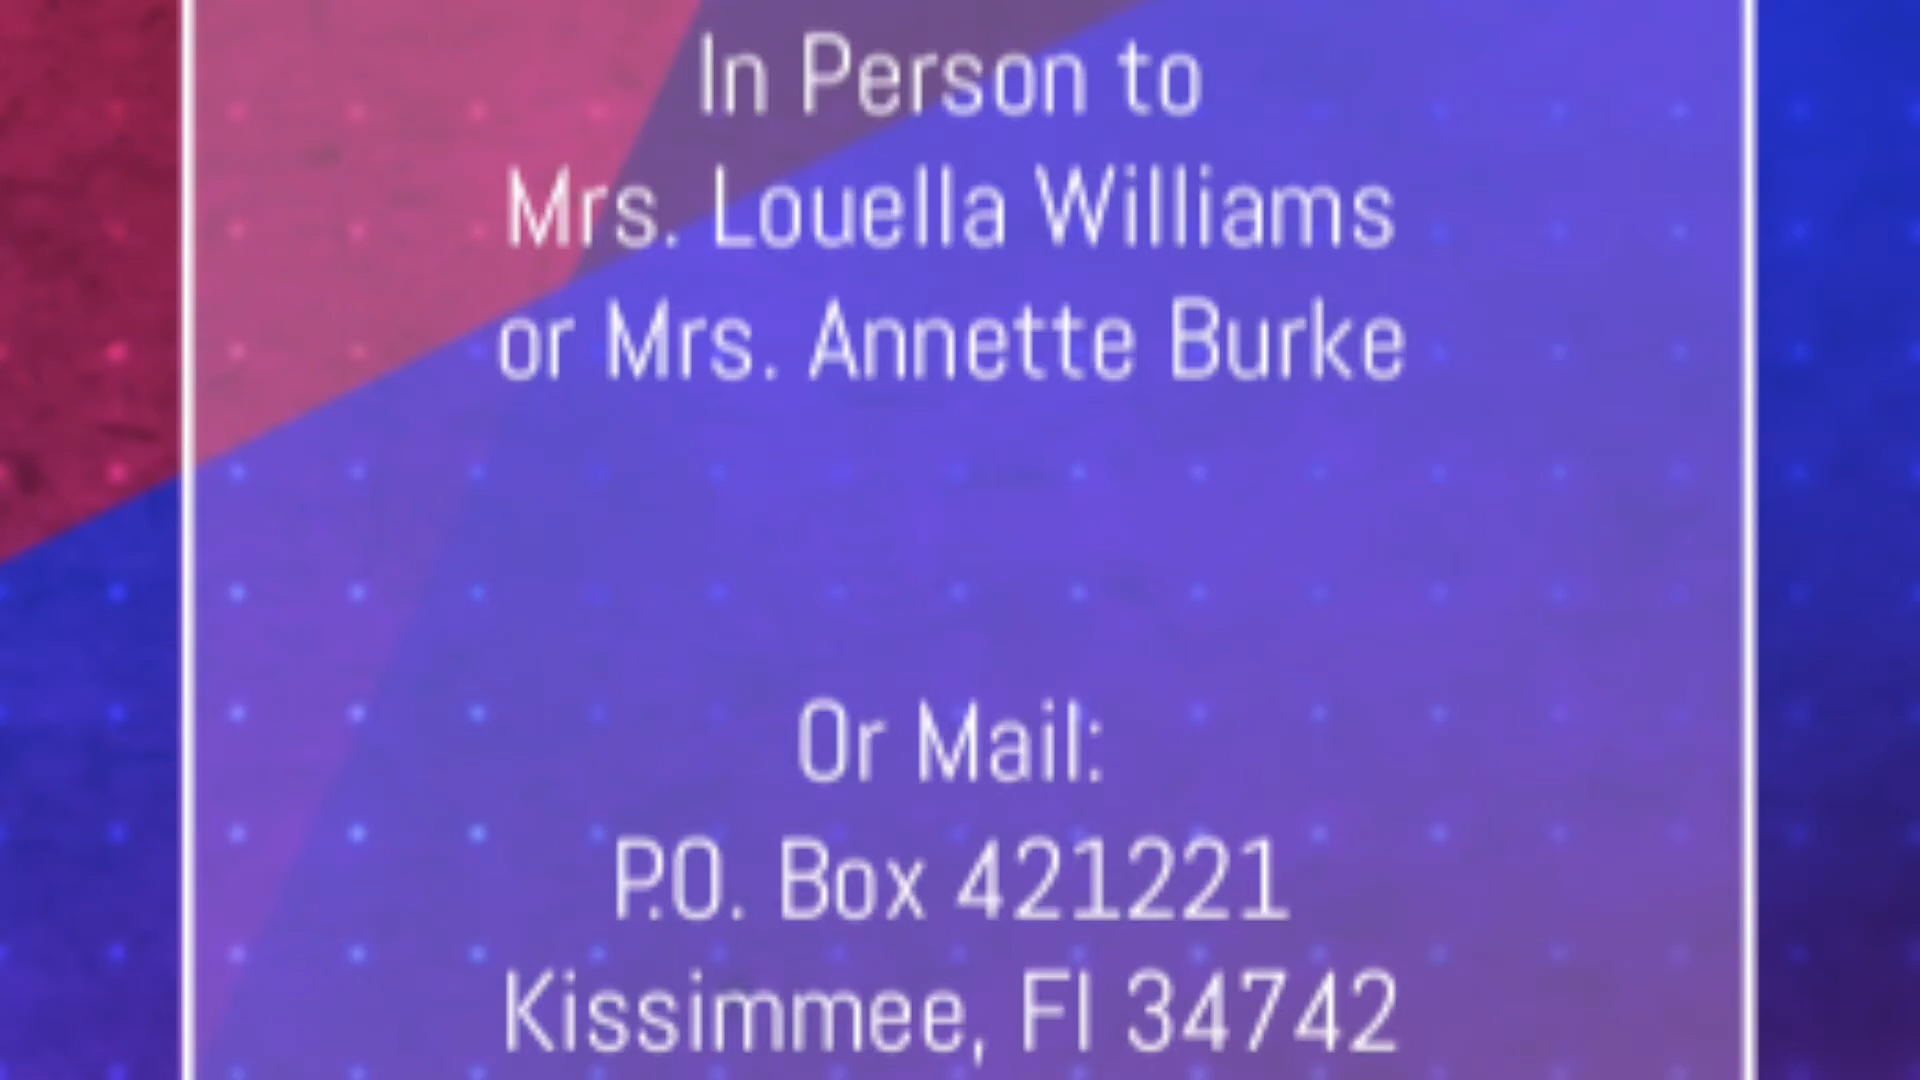 In Person to
Mrs. Louella Williams
or Mrs. Annette Burke
Or Mail:
P.O. Box 421221
Kissimmee, Fl 34742